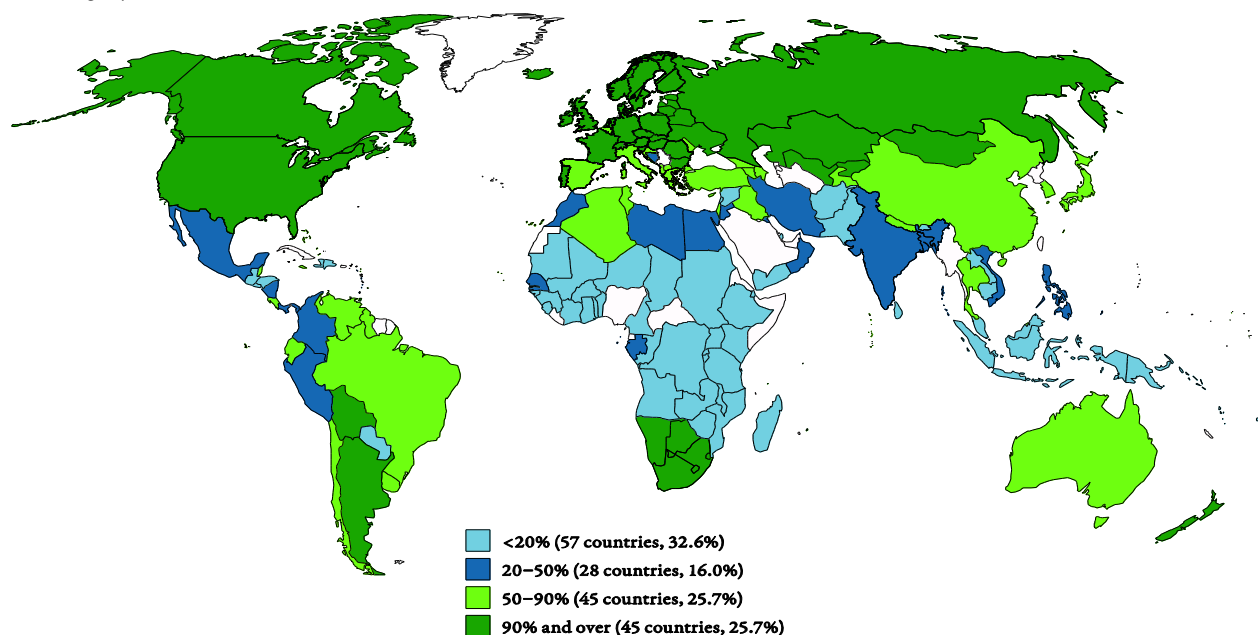 <20% (57 countries, 32.6%)
20–50% (28 countries, 16.0%)
50–90% (45 countries, 25.7%)
90% and over (45 countries, 25.7%)